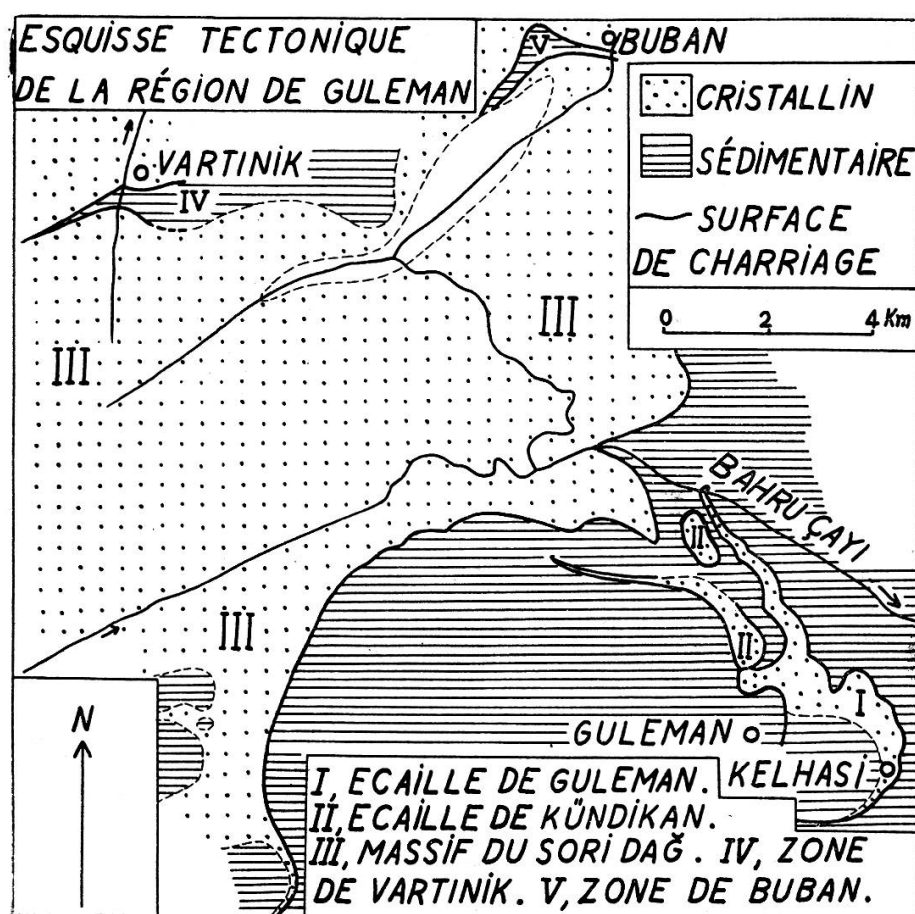 ESQUISSE TECTONIQUE
DE LA RÉGION DE GULEMAN
V
BUBAN
CRISTALLIN
SÉDIMENTAIRE
SURFACE
DE CHARRIAGE
0 2 4 Km
VARTINIK
IV
III
III
BAHRU ÇAYI
II
III
II
I
N
GULEMAN
KELHASİ
I, ECAILLE DE GULEMAN.
II, ECAILLE DE KÜNDİKAN.
III, MASSIF DU SORI DAĞ. IV, ZONE
DE VARTINIK. V, ZONE DE BUBAN.